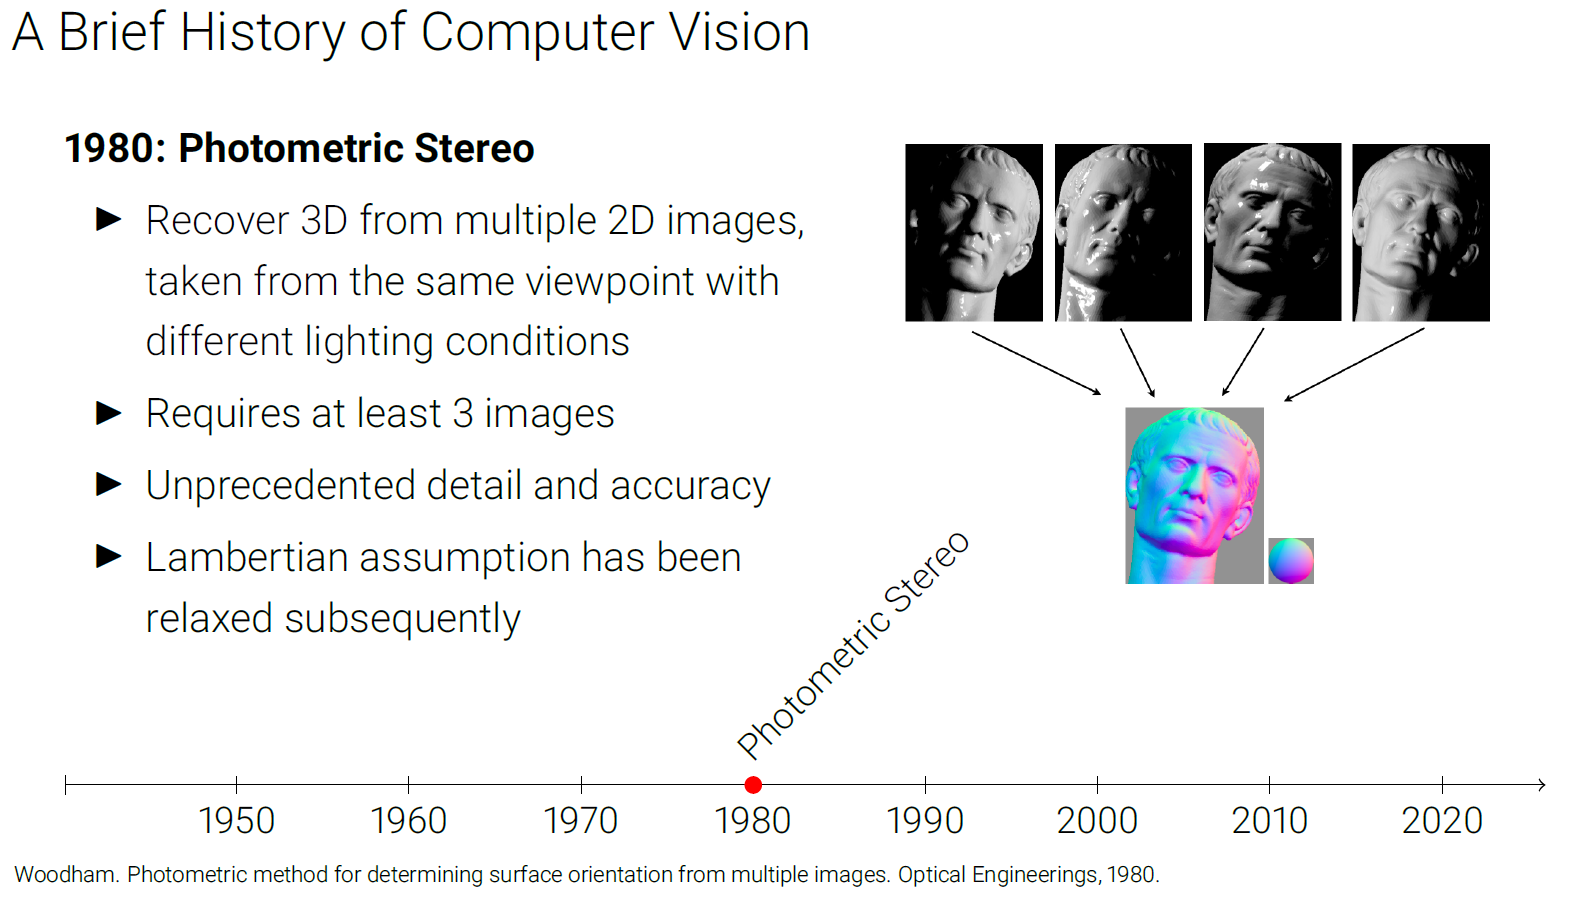 A Brief History of Computer Vision
1980: Photometric Stereo
► Recover 3D from multiple 2D images,
taken from the same viewpoint with
different lighting conditions
► Requires at least 3 images
► Unprecedented detail and accuracy
► Lambertian assumption has been
relaxed subsequently
Photometric Stereo
1950 1960 1970 1980 1990 2000 2010 2020
Woodham. Photometric method for determining surface orientation from multiple images. Optical Engineerings, 1980.